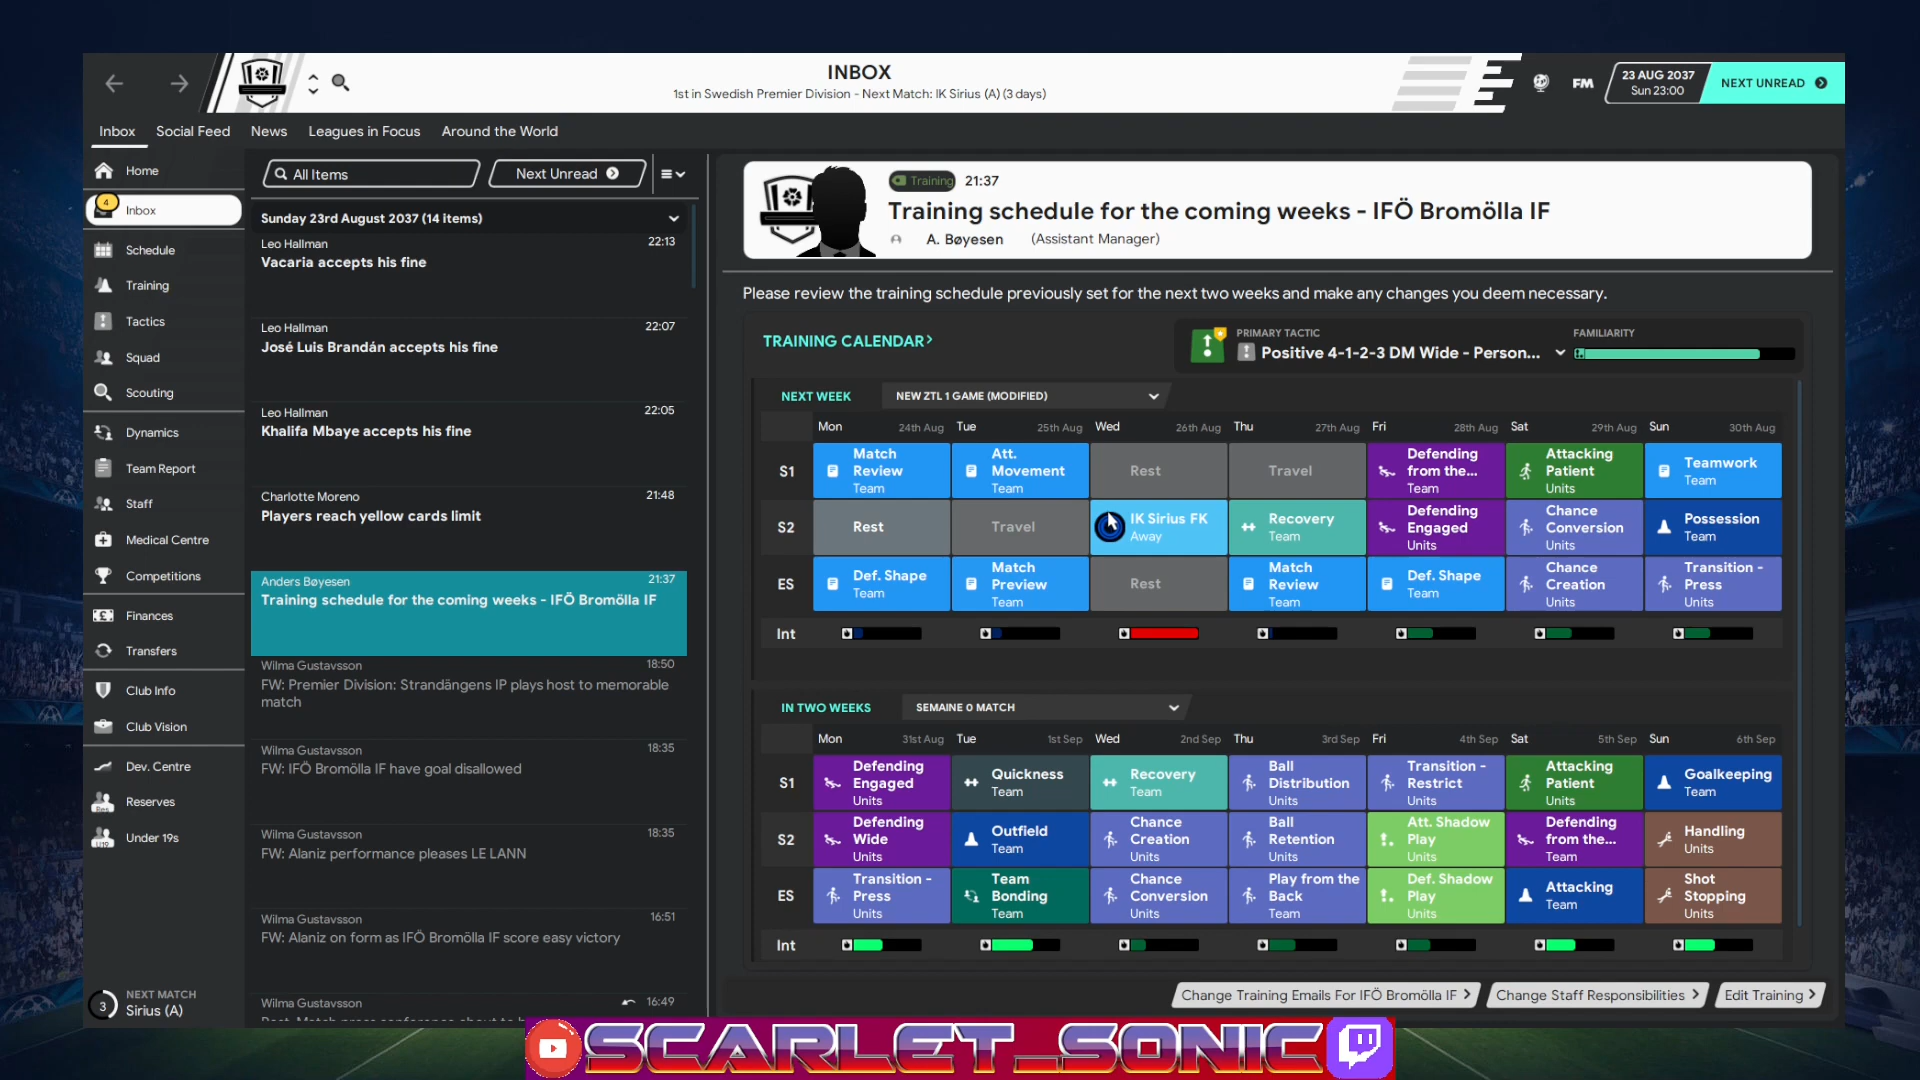 INBOX
1st in Swedish Premier Division - Next Match: IK Sirius (A) (3 days)
FM
23 AUG 2037
Sun 23:00
NEXT UNREAD
Inbox
Social Feed
News
Leagues in Focus
Around the World
Home
4
Inbox
Schedule
Training
Tactics
Squad
Scouting
Dynamics
Team Report
Staff
Medical Centre
Competitions
Finances
Transfers
Club Info
Club Vision
Dev. Centre
Reserves
Under 19s
3
NEXT MATCH
Sirius (A)
All Items
Next Unread
Sunday 23rd August 2037 (14 items)
Leo Hallman
22:13
Vacaria accepts his fine
Leo Hallman
22:07
José Luis Brandán accepts his fine
Leo Hallman
22:05
Khalifa Mbaye accepts his fine
Charlotte Moreno
21:48
Players reach yellow cards limit
Anders Bøyesen
21:37
Training schedule for the coming weeks - IFÖ Bromölla IF
Wilma Gustavsson
18:50
FW: Premier Division: Strandängens IP plays host to memorable
match
Wilma Gustavsson
18:35
FW: IFÖ Bromölla IF have goal disallowed
Wilma Gustavsson
18:35
FW: Alaniz performance pleases LE LANN
Wilma Gustavsson
16:51
FW: Alaniz on form as IFÖ Bromölla IF score easy victory
Wilma Gustavsson
16:49
Training
21:37
Training schedule for the coming weeks - IFÖ Bromölla IF
A. Bøyesen
(Assistant Manager)
Please review the training schedule previously set for the next two weeks and make any changes you deem necessary.
TRAINING CALENDAR
PRIMARY TACTIC
Positive 4-1-2-3 DM Wide - Person...
FAMILIARITY
NEXT WEEK
NEW ZTL 1 GAME (MODIFIED)
Mon 24th Aug Tue 25th Aug Wed 26th Aug Thu 27th Aug Fri 28th Aug Sat 29th Aug Sun 30th Aug
S1
Match
Review
Team
Att.
Movement
Team
Rest
Travel
Defending
from the...
Team
Attacking
Patient
Units
Teamwork
Team
S2
Rest
Travel
IK Sirius FK
Away
Recovery
Team
Defending
Engaged
Units
Chance
Conversion
Units
Possession
Team
ES
Def. Shape
Team
Match
Preview
Team
Rest
Match
Review
Team
Def. Shape
Team
Chance
Creation
Units
Transition -
Press
Units
Int
IN TWO WEEKS
SEMAINE 0 MATCH
Mon 31st Aug Tue 1st Sep Wed 2nd Sep Thu 3rd Sep Fri 4th Sep Sat 5th Sep Sun 6th Sep
S1
Defending
Engaged
Units
Quickness
Team
Recovery
Team
Ball
Distribution
Units
Transition -
Restrict
Units
Attacking
Patient
Units
Goalkeeping
Team
S2
Defending
Wide
Units
Outfield
Team
Chance
Creation
Units
Ball
Retention
Units
Att. Shadow
Play
Units
Defending
from the...
Team
Handling
Units
ES
Transition -
Press
Units
Team
Bonding
Team
Chance
Conversion
Units
Play from the
Back
Team
Def. Shadow
Play
Units
Attacking
Team
Shot
Stopping
Units
Int
Change Training Emails For IFÖ Bromölla IF
Change Staff Responsibilities
Edit Training
SCARLET_SONIC